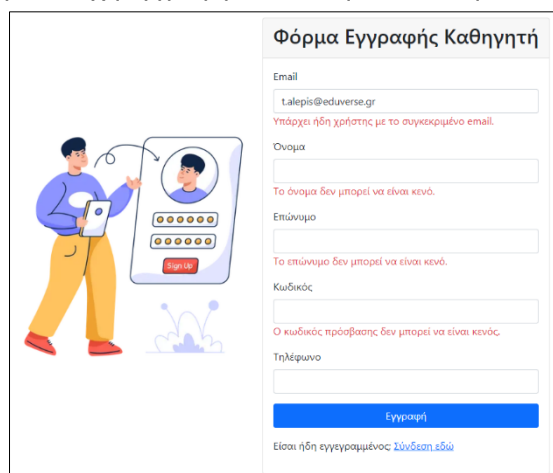 Φόρμα Εγγραφής Καθηγητή
Email
t.alepis@eduverse.gr
Υπάρχει ήδη χρήστης με το συγκεκριμένο email.
Όνομα
Το όνομα δεν μπορεί να είναι κενό.
Επώνυμο
Το επώνυμο δεν μπορεί να είναι κενό.
Κωδικός
Ο κωδικός πρόσβασης δεν μπορεί να είναι κενός.
Τηλέφωνο
Εγγραφή
Είσαι ήδη εγγεγραμμένος; Σύνδεση εδώ
Sign Up